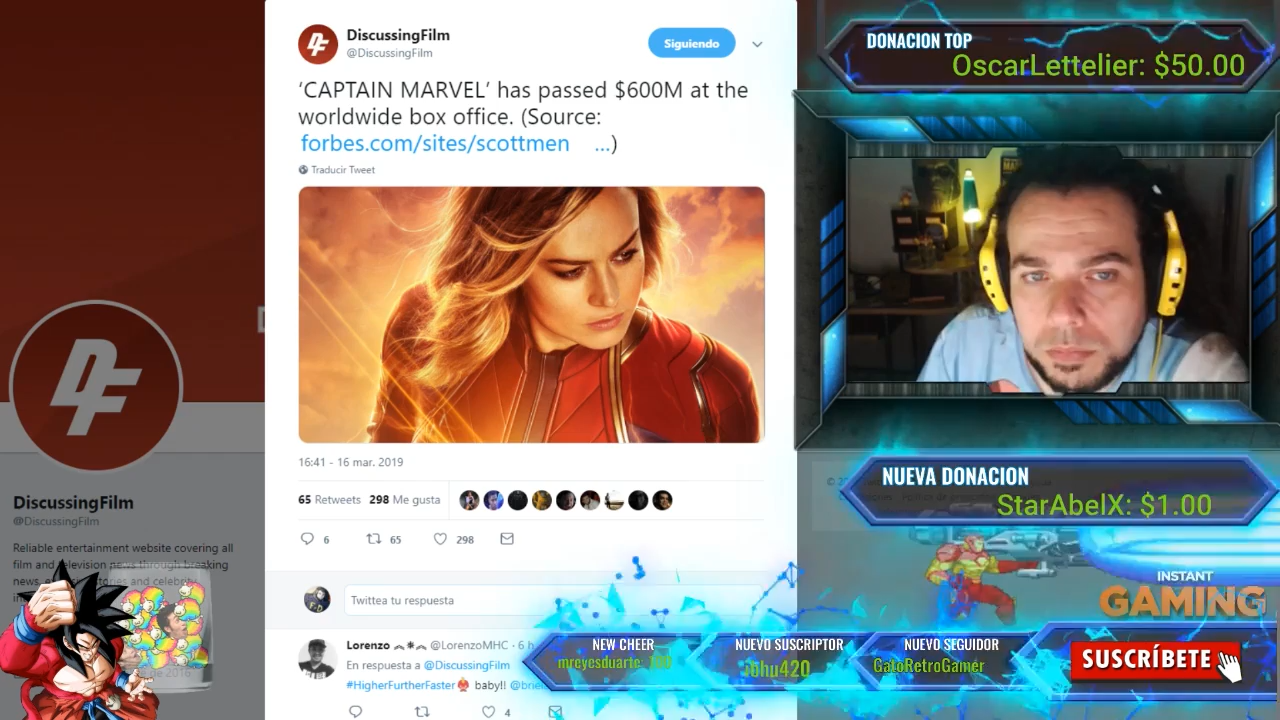 DiscussingFilm
@DiscussingFilm
Siguiendo
‘CAPTAIN MARVEL’ has passed $600M at the
worldwide box office. (Source:
forbes.com/sites/scottmen ...)
Traducir Tweet
16:41 - 16 mar. 2019
65 Retweets 298 Me gusta
6 65 298
Twittea tu respuesta
Lorenzo @LorenzoMHC · 6 h
En respuesta a @DiscussingFilm
#HigherFurtherFaster baby!!
4
DF
DiscussingFilm
@DiscussingFilm
Reliable entertainment website covering all
film and television news through breaking
DONACION TOP
OscarLettelier: $50.00
NUEVA DONACION
StarAbelX: $1.00
INSTANT
GAMING
NEW CHEER
mreyesduarte: 100
NUEVO SUSCRIPTOR
NUEVO SEGUIDOR
GatoRetroGamer
SUSCRÍBETE